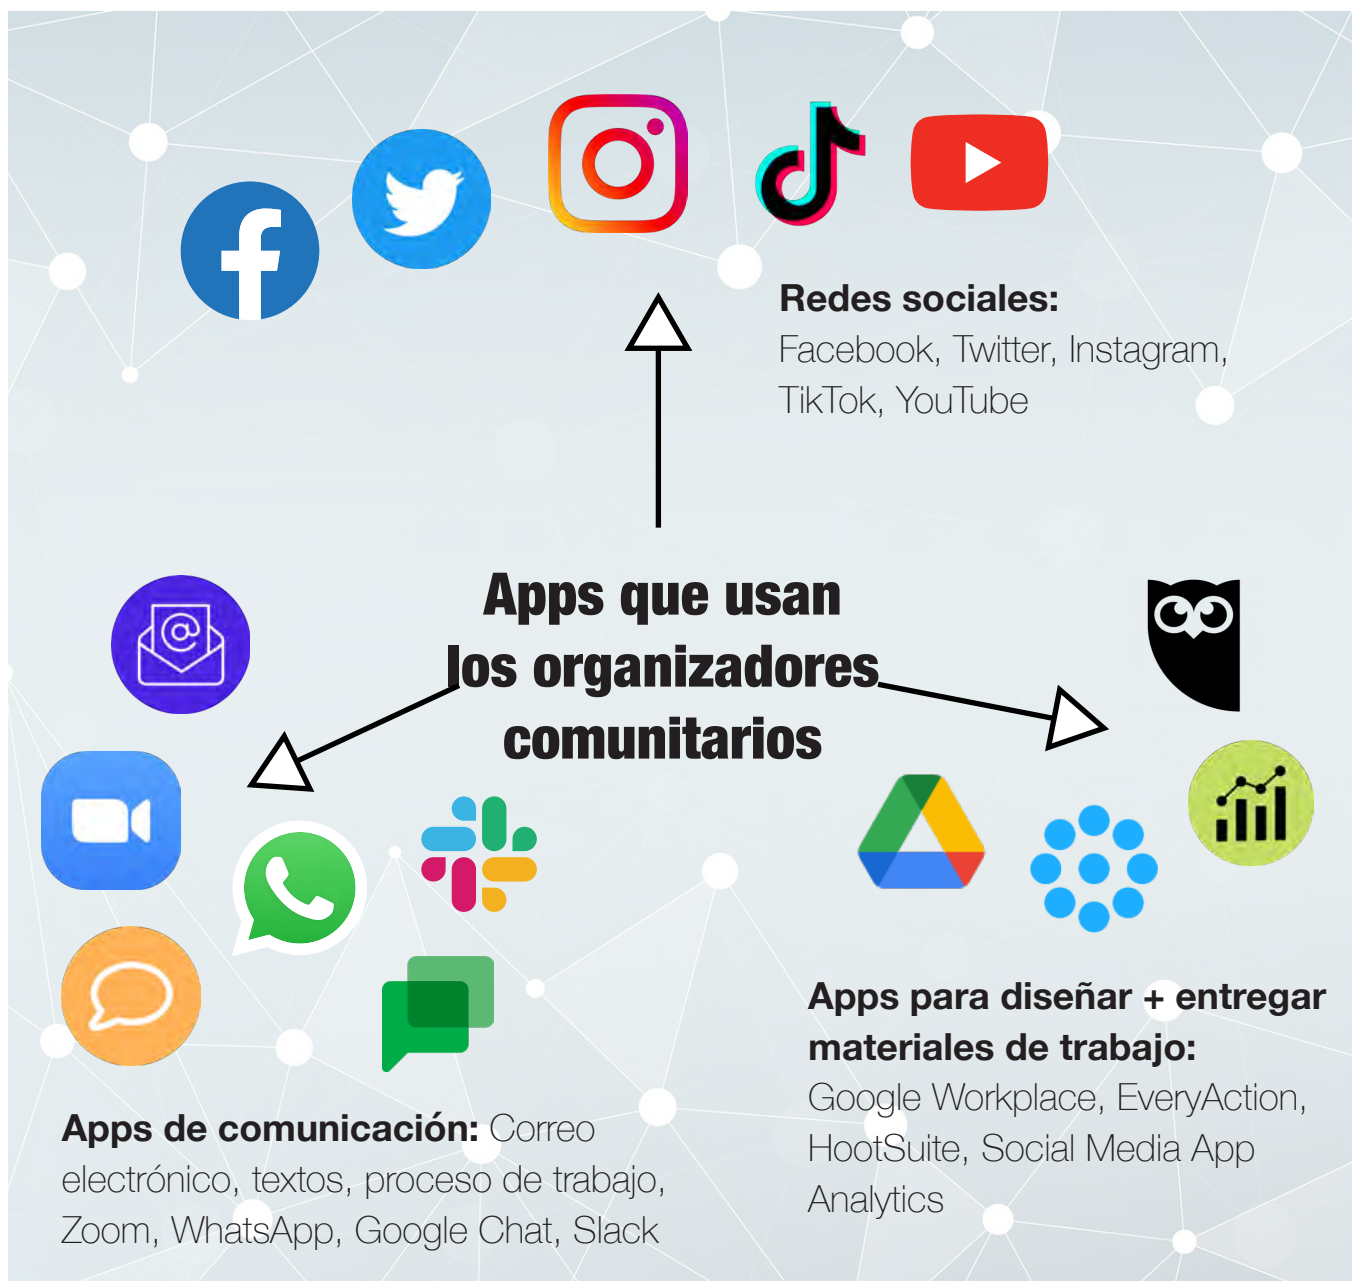 Redes sociales:
Facebook, Twitter, Instagram,
TikTok, YouTube
Apps que usan
los organizadores
comunitarios
Apps de comunicación: Correo
electrónico, textos, proceso de trabajo,
Zoom, WhatsApp, Google Chat, Slack
Apps para diseñar + entregar
materiales de trabajo:
Google Workplace, EveryAction,
HootSuite, Social Media App
Analytics